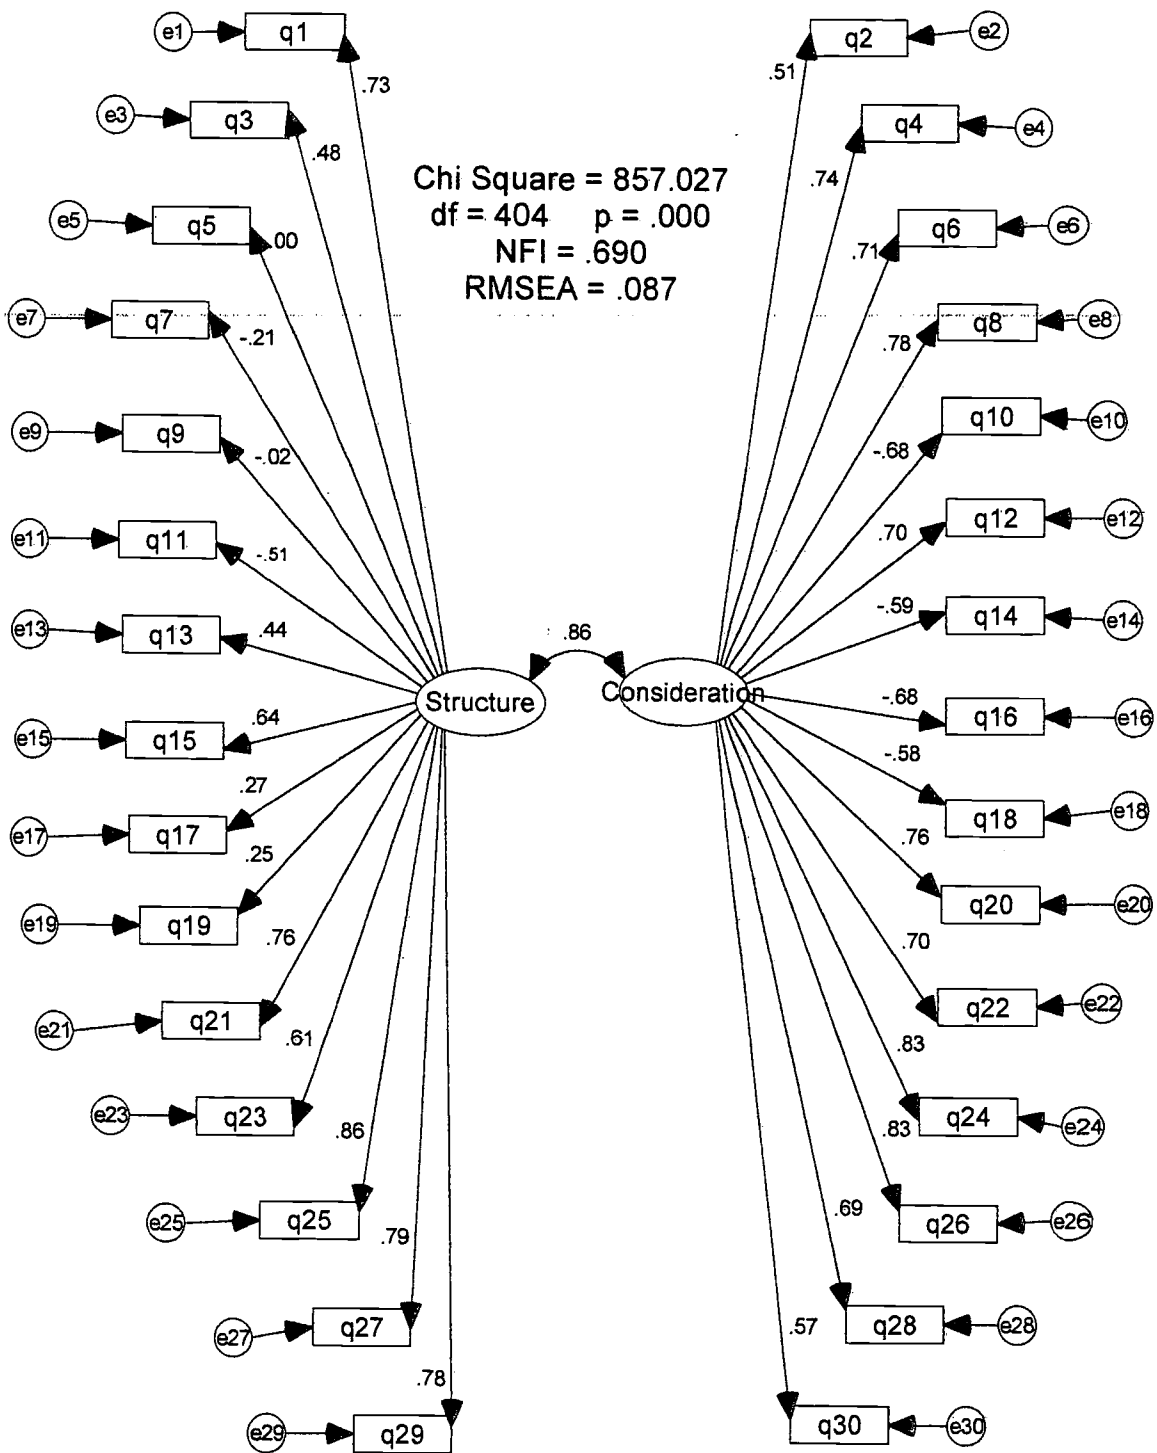 e1 q1 q2 e2
.73 .51
e3 q3 q4 e4
.48 .74
Chi Square = 857.027
df = 404 p = .000
NFI = .690
RMSEA = .087
e5 q5 q6 e6
.00 .71
e7 q7 q8 e8
-.21 .78
e9 q9 q10 e10
-.02 -.68
e11 q11 q12 e12
-.51 .70
e13 q13 q14 e14
.44 -.59
.86
Structure Consideration
-.68
e15 q15 q16 e16
.64 -.58
e17 q17 q18 e18
.27 .76
e19 q19 q20 e20
.25 .70
e21 q21 q22 e22
.76 .83
e23 q23 q24 e24
.61 .83
e25 q25 q26 e26
.86 .69
e27 q27 q28 e28
.79 .57
e29 q29 q30 e30
.78